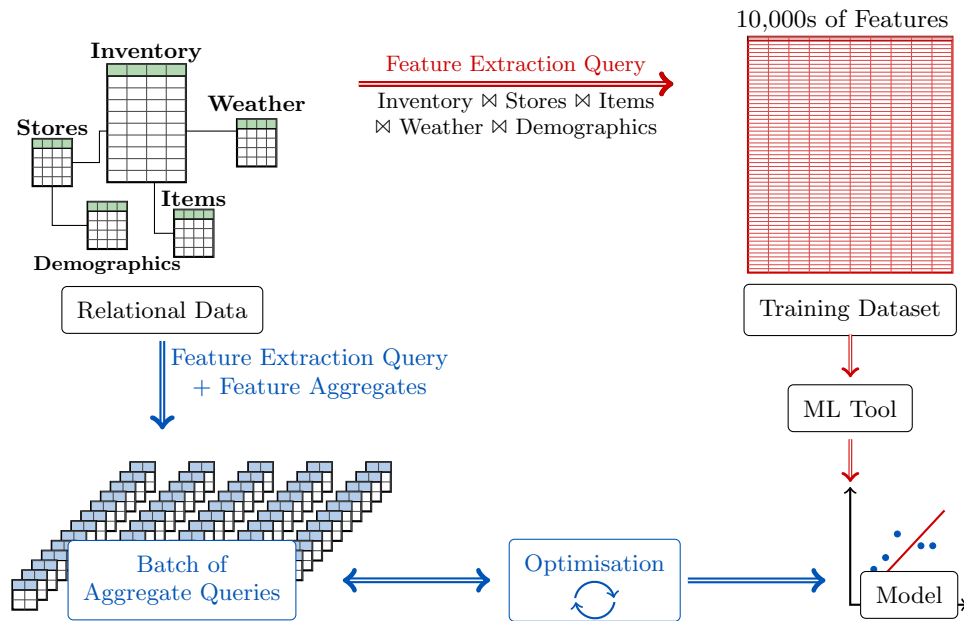 10,000s of Features
Inventory
Feature Extraction Query
Inventory ⋈ Stores ⋈ Items
⋈ Weather ⋈ Demographics
Weather
Stores
Items
Demographics
Relational Data
Training Dataset
Feature Extraction Query
+ Feature Aggregates
ML Tool
Batch of
Aggregate Queries
Optimisation
Model